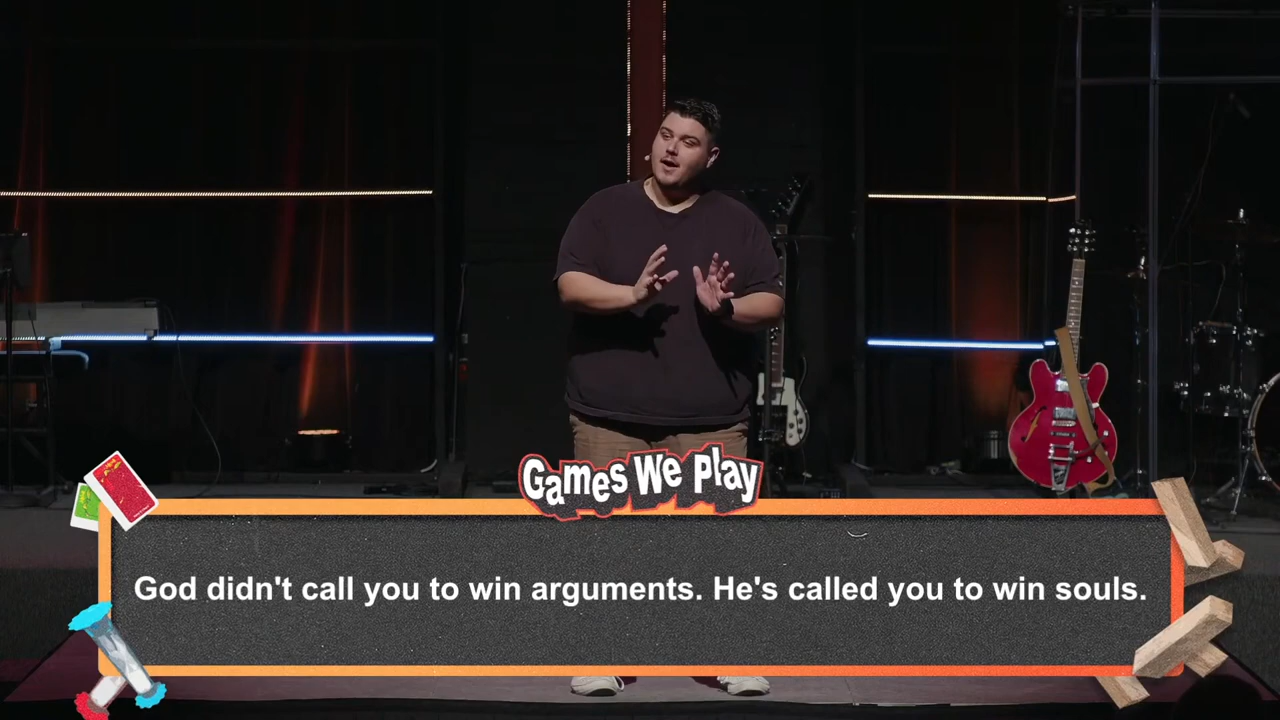 Games We Play
God didn't call you to win arguments. He's called you to win souls.